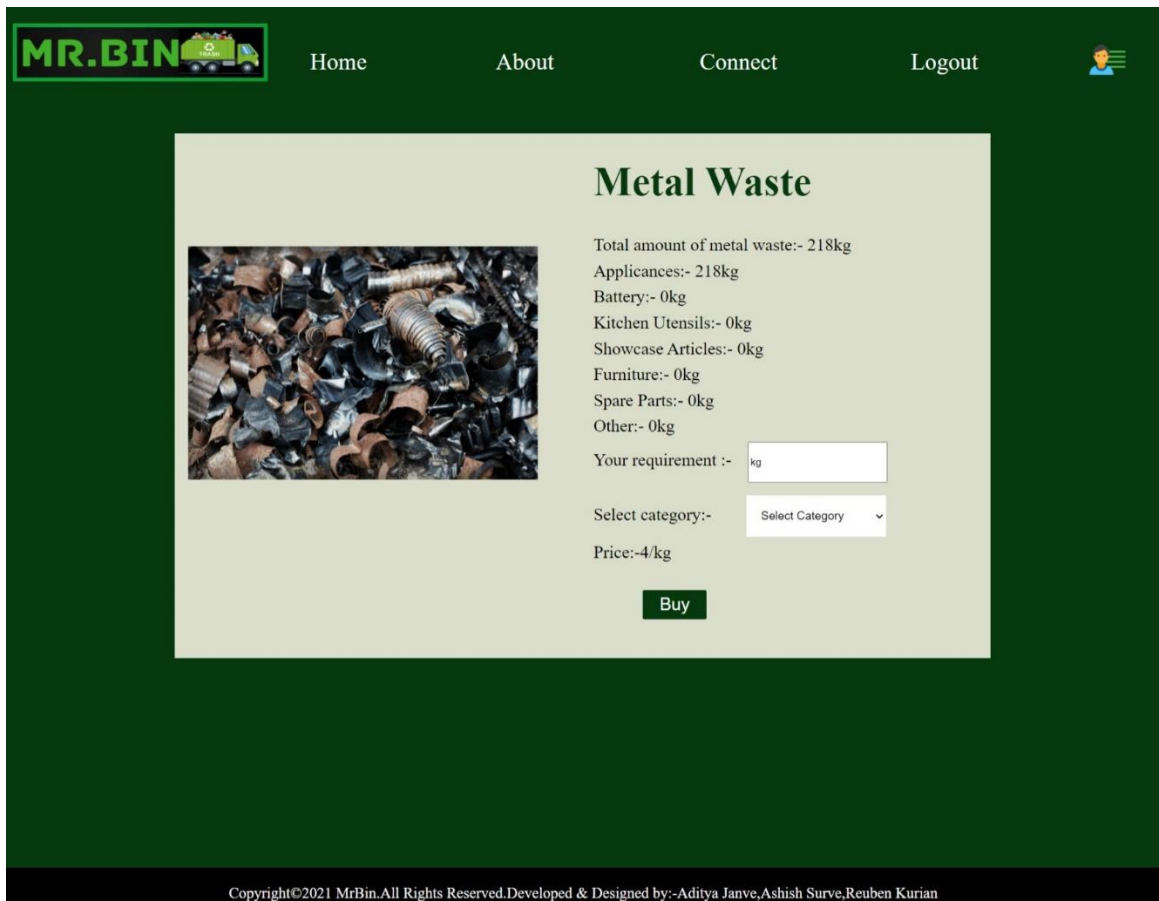 MR.BIN
TRASH
Home About Connect Logout
Metal Waste
Total amount of metal waste:- 218kg
Applicances:- 218kg
Battery:- 0kg
Kitchen Utensils:- 0kg
Showcase Articles:- 0kg
Furniture:- 0kg
Spare Parts:- 0kg
Other:- 0kg
Your requirement :- kg
Select category:- Select Category
Price:-4/kg
Buy
Copyright©2021 MrBin.All Rights Reserved.Developed & Designed by:-Aditya Janve,Ashish Surve,Reuben Kurian